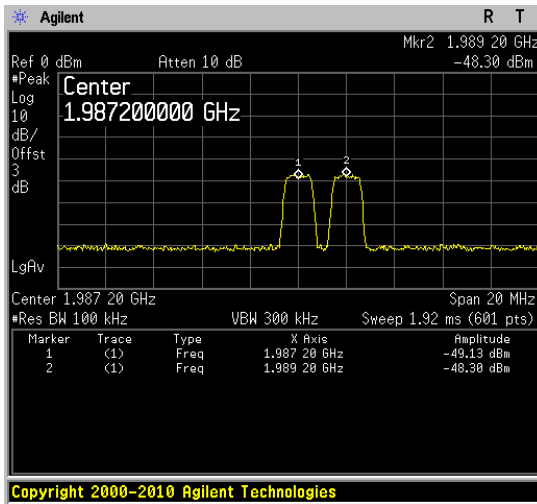 Agilent R T
Mkr2 1.989 20 GHz
Ref 0 dBm Atten 10 dB -48.30 dBm
#Peak
Log
10
dB/
Offst
3
dB
LgAv
Center
1.987200000 GHz
1
2
Center 1.987 20 GHz Span 20 MHz
#Res BW 100 kHz VBW 300 kHz Sweep 1.92 ms (601 pts)
Marker Trace Type X Axis Amplitude
1 (1) Freq 1.987 20 GHz -49.13 dBm
2 (1) Freq 1.989 20 GHz -48.30 dBm
Copyright 2000-2010 Agilent Technologies